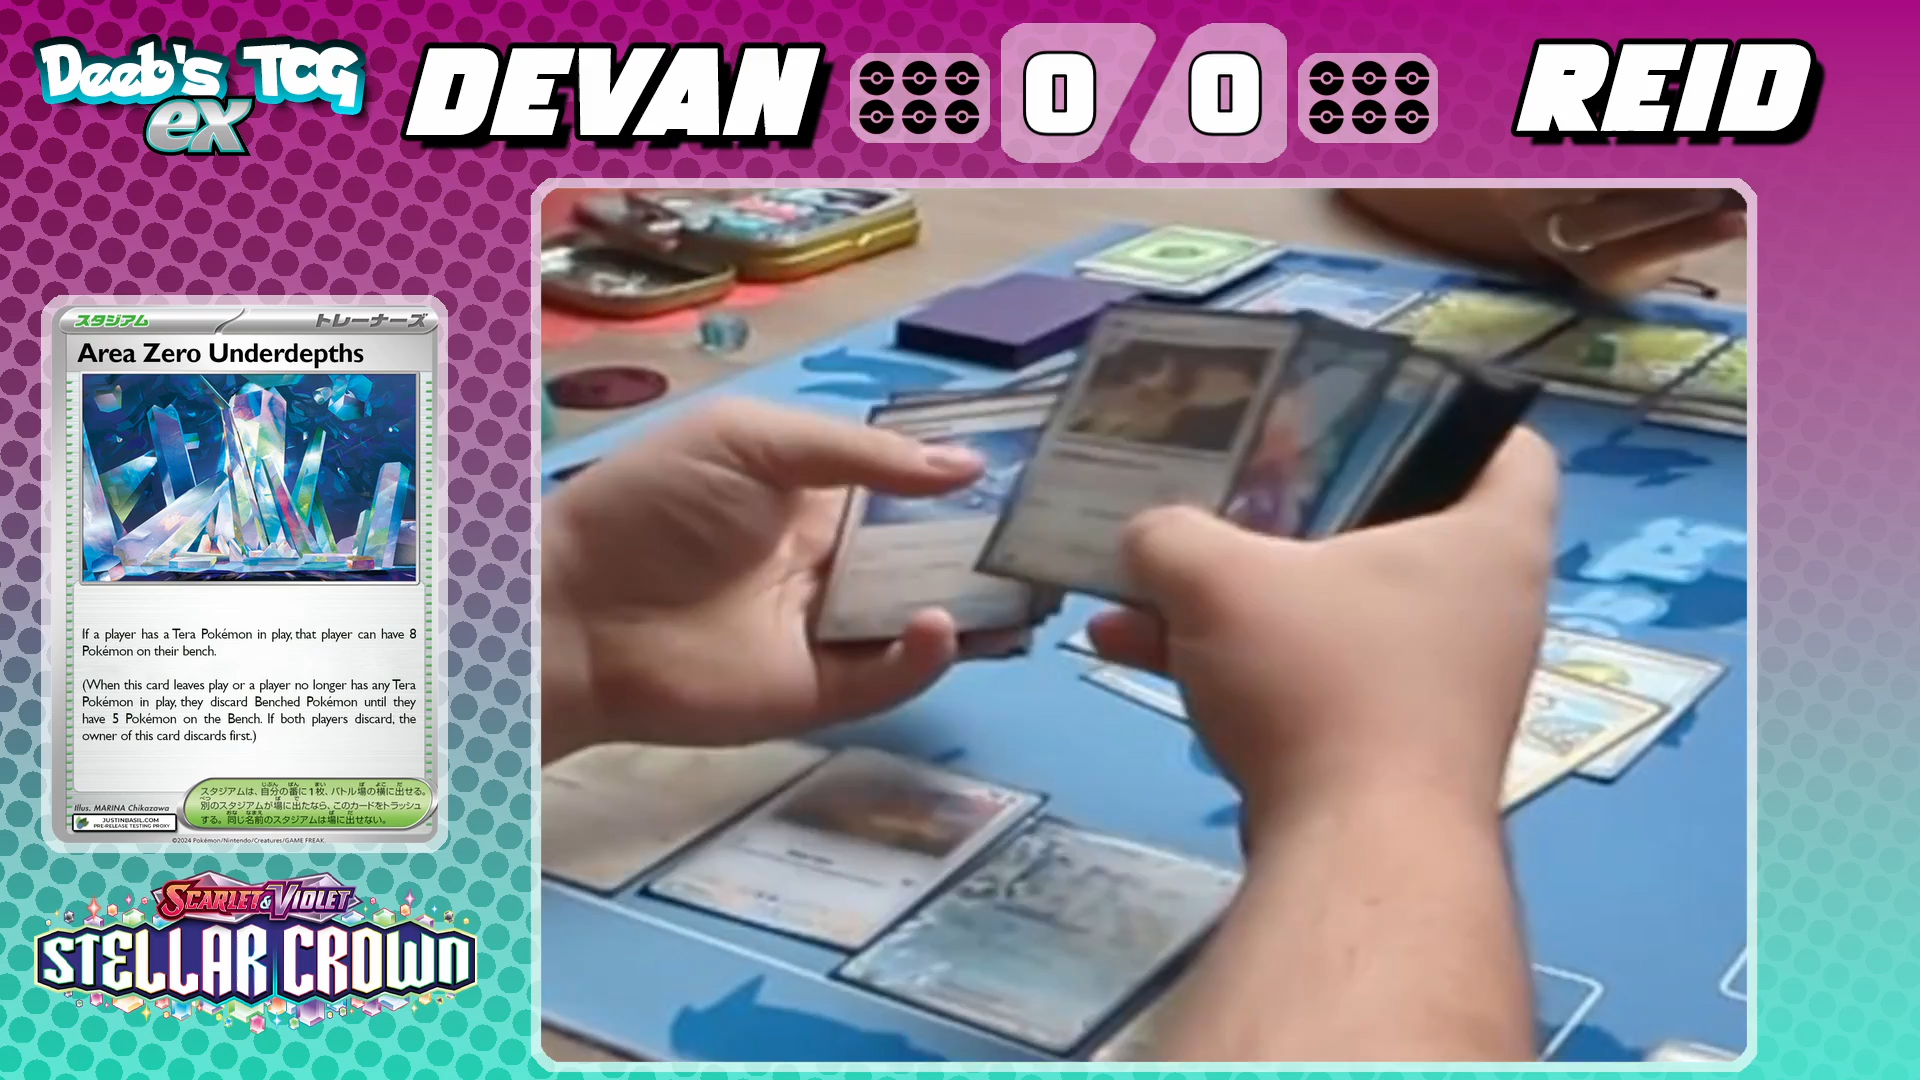 Deeb's TCG
ex
DEVAN
0
0
REID
スタジアム
トレーナーズ
Area Zero Underdepths
If a player has a Tera Pokémon in play, that player can have 8
Pokémon on their bench.
(When this card leaves play or a player no longer has any Tera
Pokémon in play, they discard Benched Pokémon until they
have 5 Pokémon on the Bench. If both players discard, the
owner of this card discards first.)
スタジアムは、自分の番に1枚、バトル場の横に出せる。
別のスタジアムが場に出たなら、このカードをトラッシュ
する。同じ名前のスタジアムは場に出せない。
Illus. MARINA Chikazawa
JUSTINBASIL.COM
PRE-RELEASE TESTING PROXY
©2024 Pokémon/Nintendo/Creatures/GAME FREAK
SCARLET & VIOLET
STELLAR CROWN